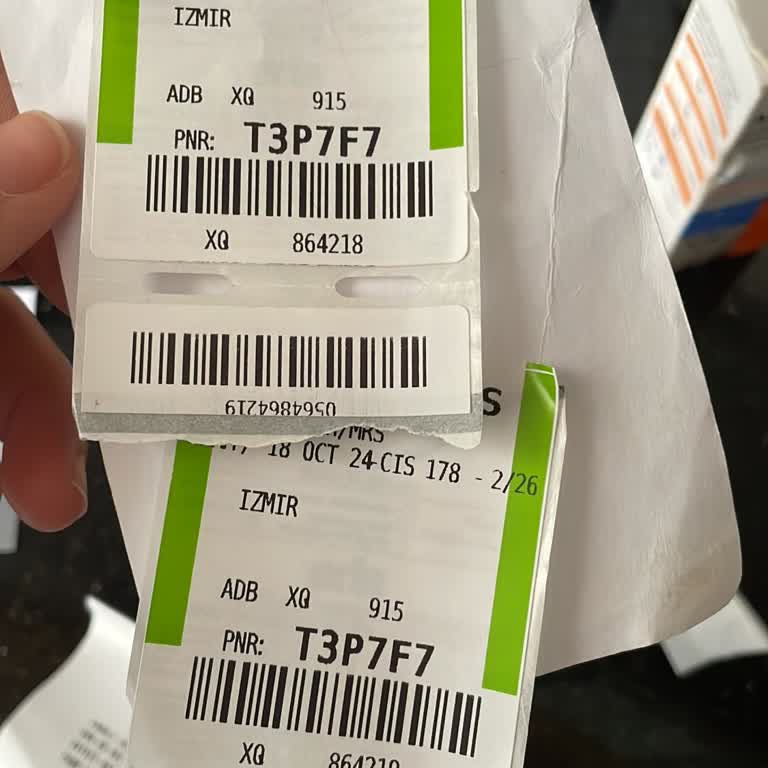 IZMIR
ADB XQ 915
PNR: T3P7F7
XQ 864218
0564864219
S
/MRS
18 OCT 24 CIS 178 - 2/26
IZMIR
ADB XQ 915
PNR: T3P7F7
XQ 864219